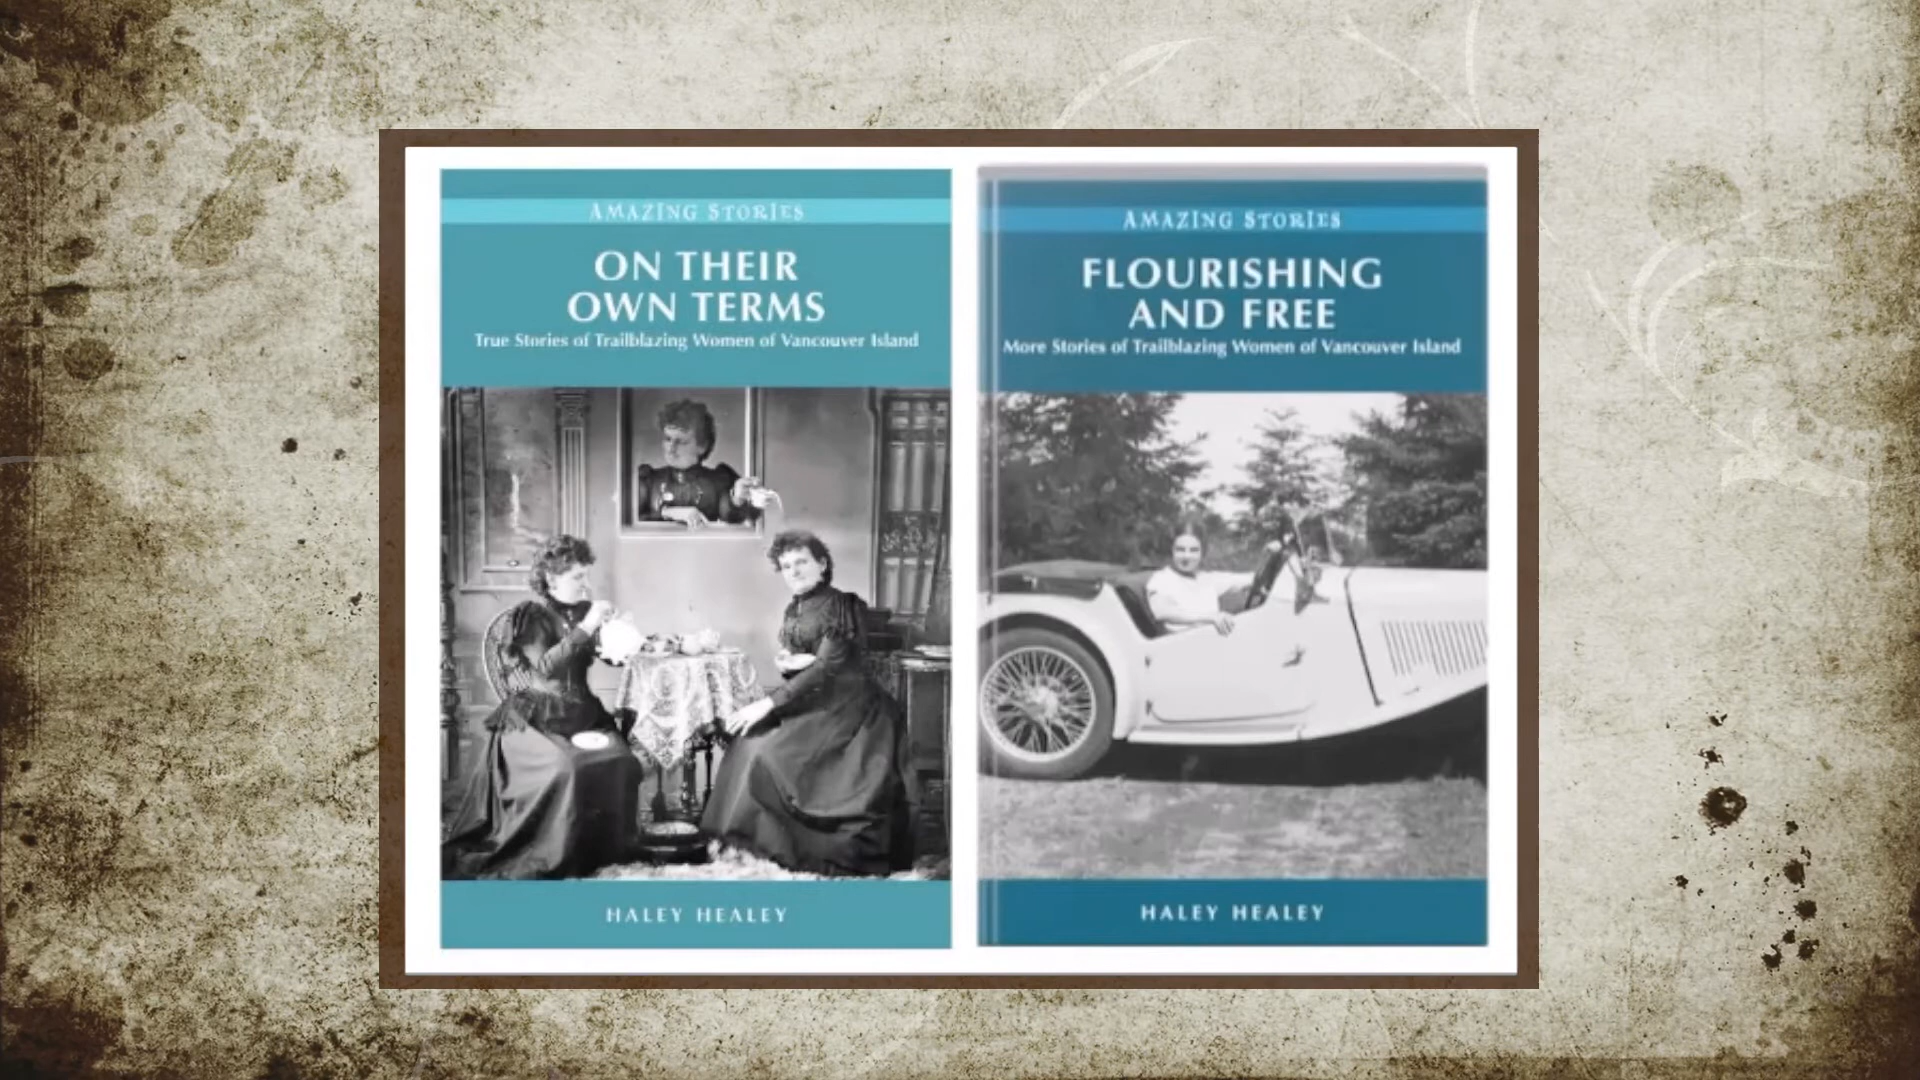 AMAZING STORIES
ON THEIR
OWN TERMS
True Stories of Trailblazing Women of Vancouver Island
HALEY HEALEY
AMAZING STORIES
FLOURISHING
AND FREE
More Stories of Trailblazing Women of Vancouver Island
HALEY HEALEY